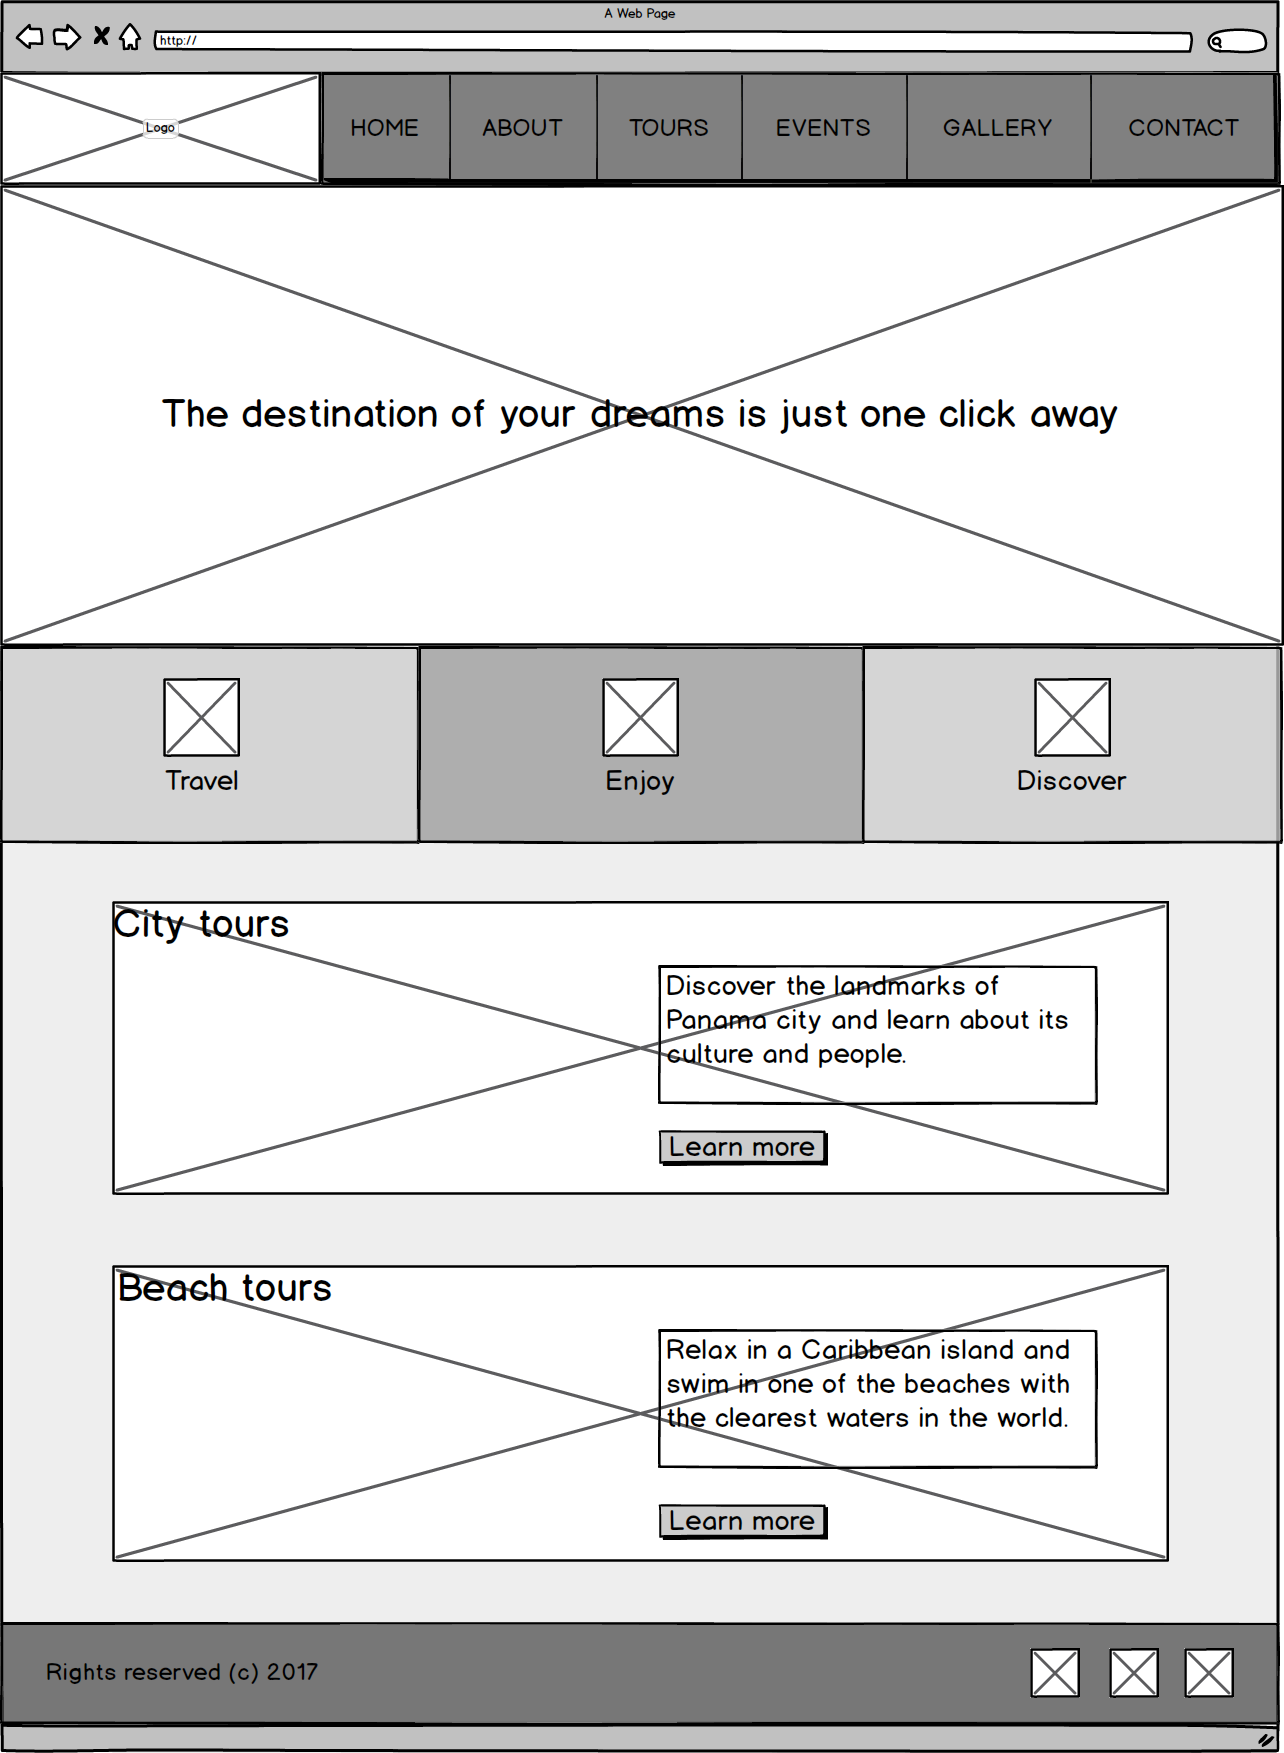 A Web Page
http://
Logo
HOME
ABOUT
TOURS
EVENTS
GALLERY
CONTACT
The destination of your dreams is just one click away
Travel
Enjoy
Discover
City tours
Discover the landmarks of
Panama city and learn about its
culture and people.
Learn more
Beach tours
Relax in a Caribbean island and
swim in one of the beaches with
the clearest waters in the world.
Learn more
Rights reserved (c) 2017